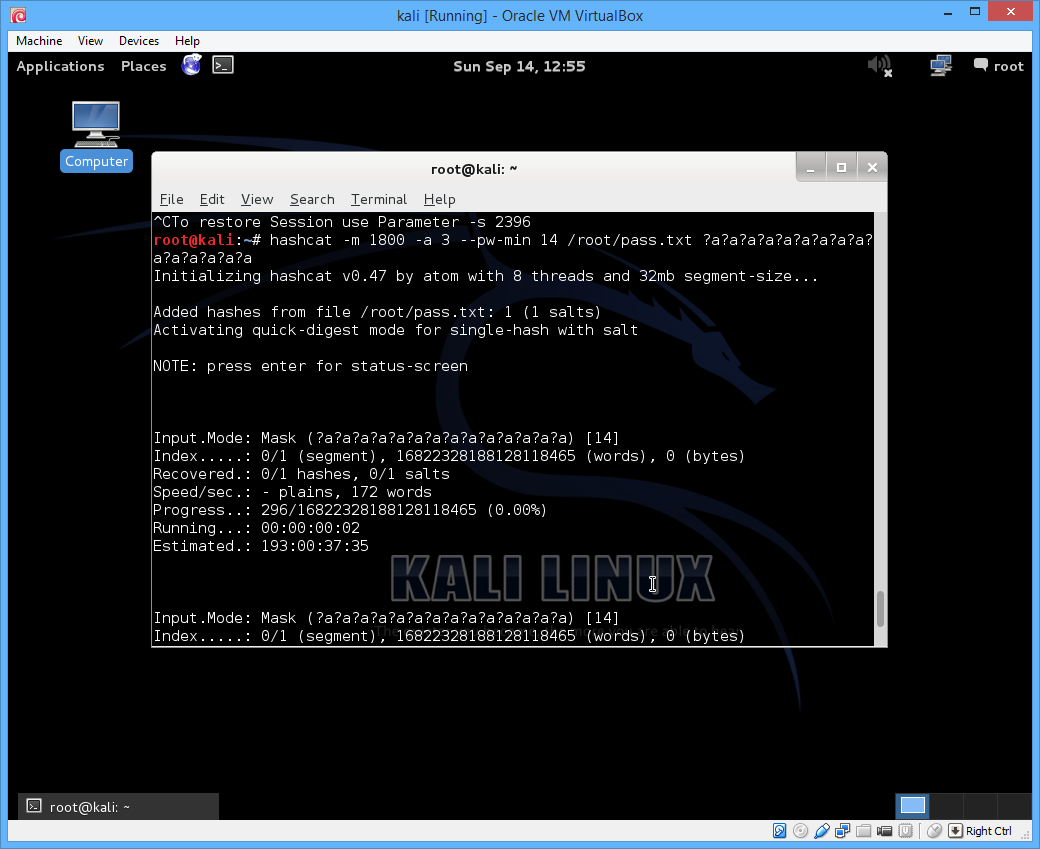 kali [Running] - Oracle VM VirtualBox
Machine View Devices Help
Applications Places Sun Sep 14, 12:55 root
Computer
root@kali: ~
File Edit View Search Terminal Help
^CTo restore Session use Parameter -s 2396
root@kali:~# hashcat -m 1800 -a 3 --pw-min 14 /root/pass.txt ?a?a?a?a?a?a?a?a?a?
a?a?a?a?a?a
Initializing hashcat v0.47 by atom with 8 threads and 32mb segment-size...
Added hashes from file /root/pass.txt: 1 (1 salts)
Activating quick-digest mode for single-hash with salt
NOTE: press enter for status-screen
Input.Mode: Mask (?a?a?a?a?a?a?a?a?a?a?a?a?a?a) [14]
Index.....: 0/1 (segment), 16822328188128118465 (words), 0 (bytes)
Recovered.: 0/1 hashes, 0/1 salts
Speed/sec.: - plains, 172 words
Progress..: 296/16822328188128118465 (0.00%)
Running...: 00:00:00:02
Estimated.: 193:00:37:35
KALI LINUX
Input.Mode: Mask (?a?a?a?a?a?a?a?a?a?a?a?a?a?a) [14]
Index.....: 0/1 (segment), 16822328188128118465 (words), 0 (bytes)
root@kali: ~
Right Ctrl